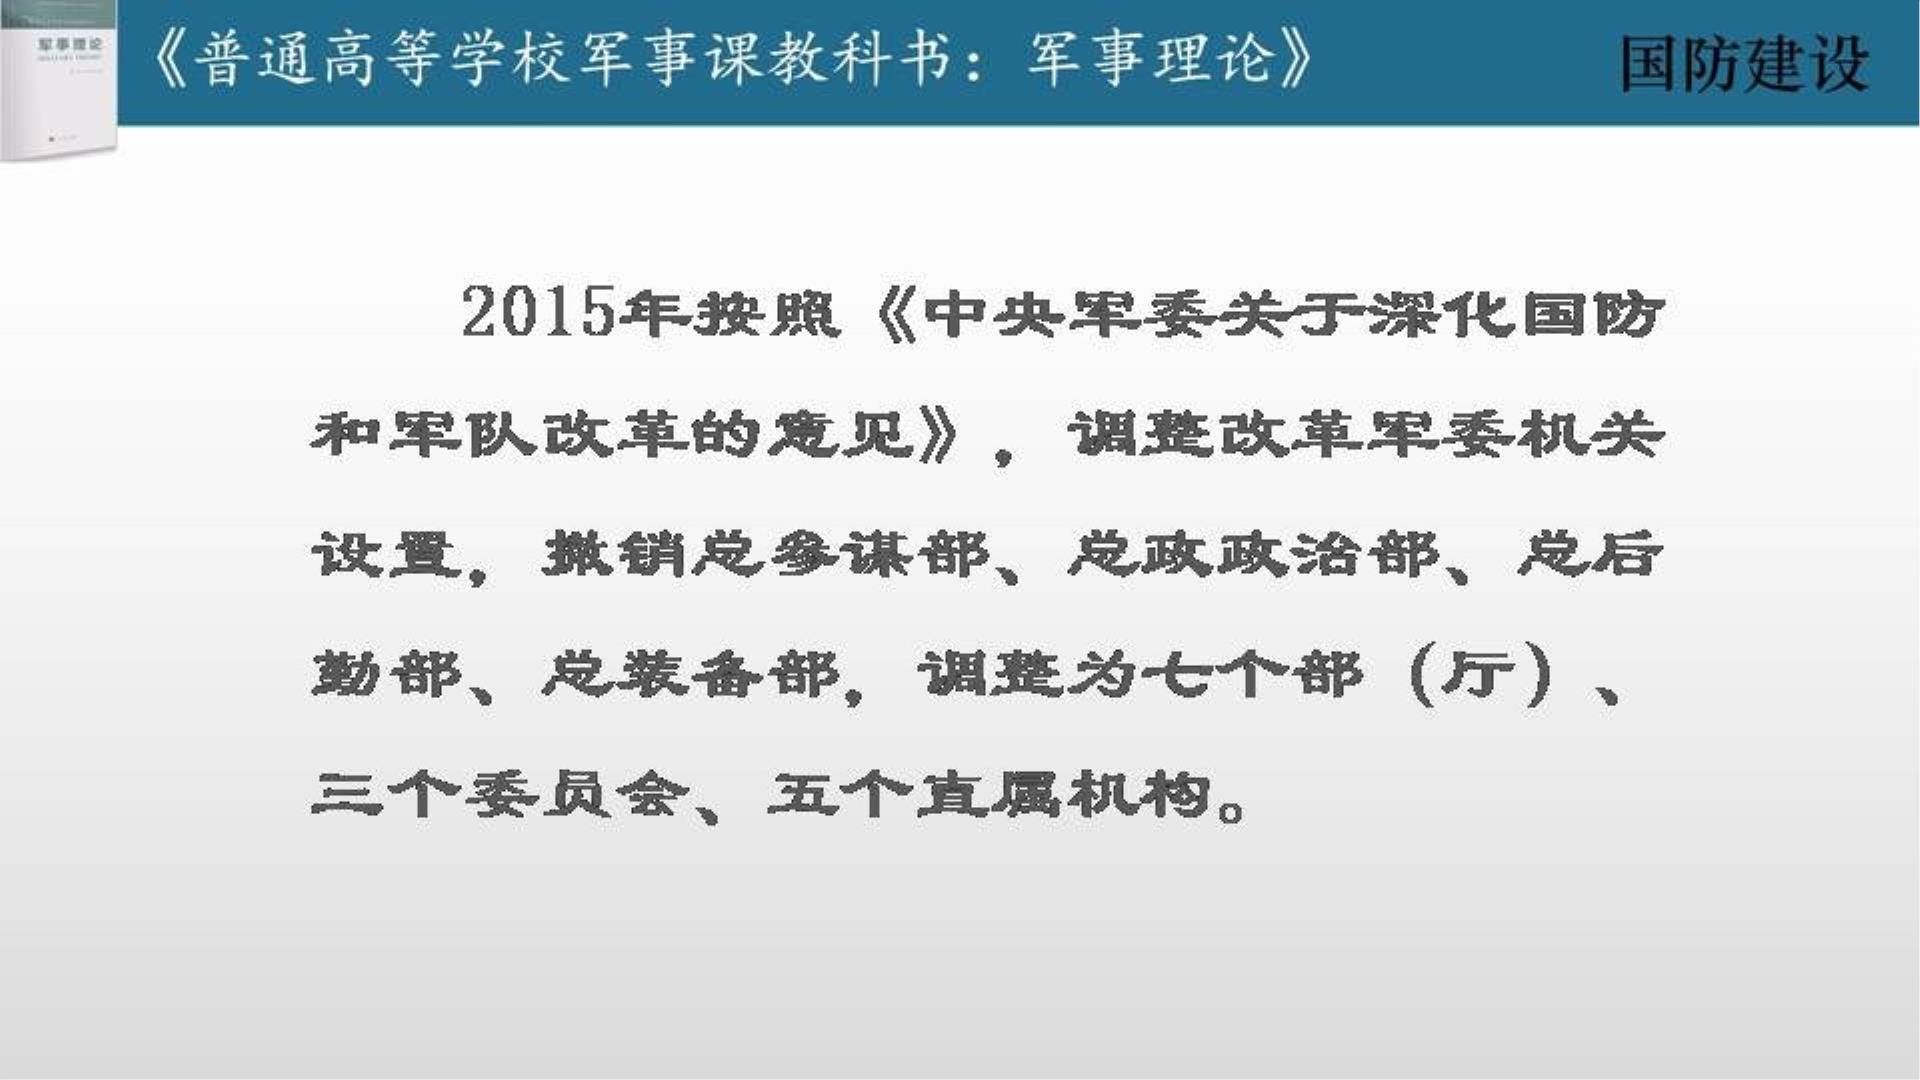 军事理论
《普通高等学校军事课教科书：军事理论》
国防建设
2015年按照《中央军委关于深化国防
和军队改革的意见》，调整改革军委机关
设置，撤销总参谋部、总政政治部、总后
勤部、总装备部，调整为七个部（厅）、
三个委员会、五个直属机构。